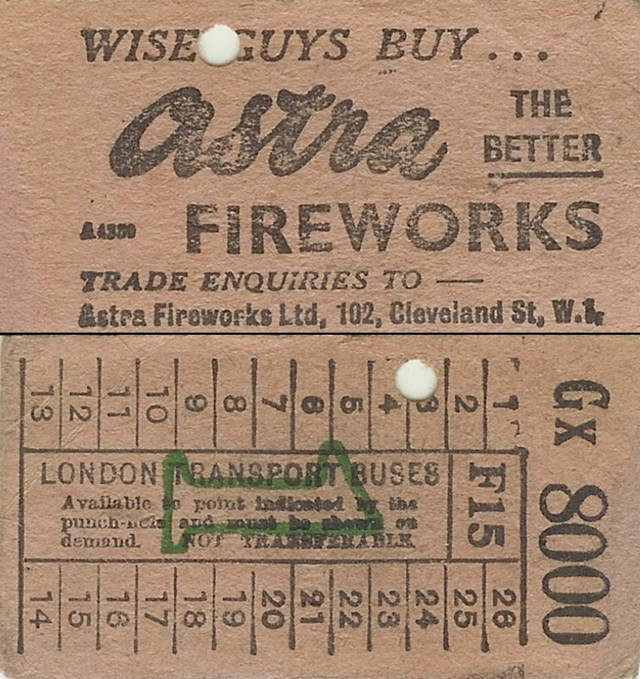 WISE GUYS BUY...
astra THE BETTER
A4350 FIREWORKS
TRADE ENQUIRIES TO —
Astra Fireworks Ltd, 102, Cleveland St, W.1.
13 12 11 10 9 8 7 6 5 4 3 2 1
GX 8000
LONDON TRANSPORT BUSES
F15
Available to point indicated by the
punch-hole and must be shown on
demand. NOT TRANSFERABLE
14 15 16 17 18 19 20 21 22 23 24 25 26